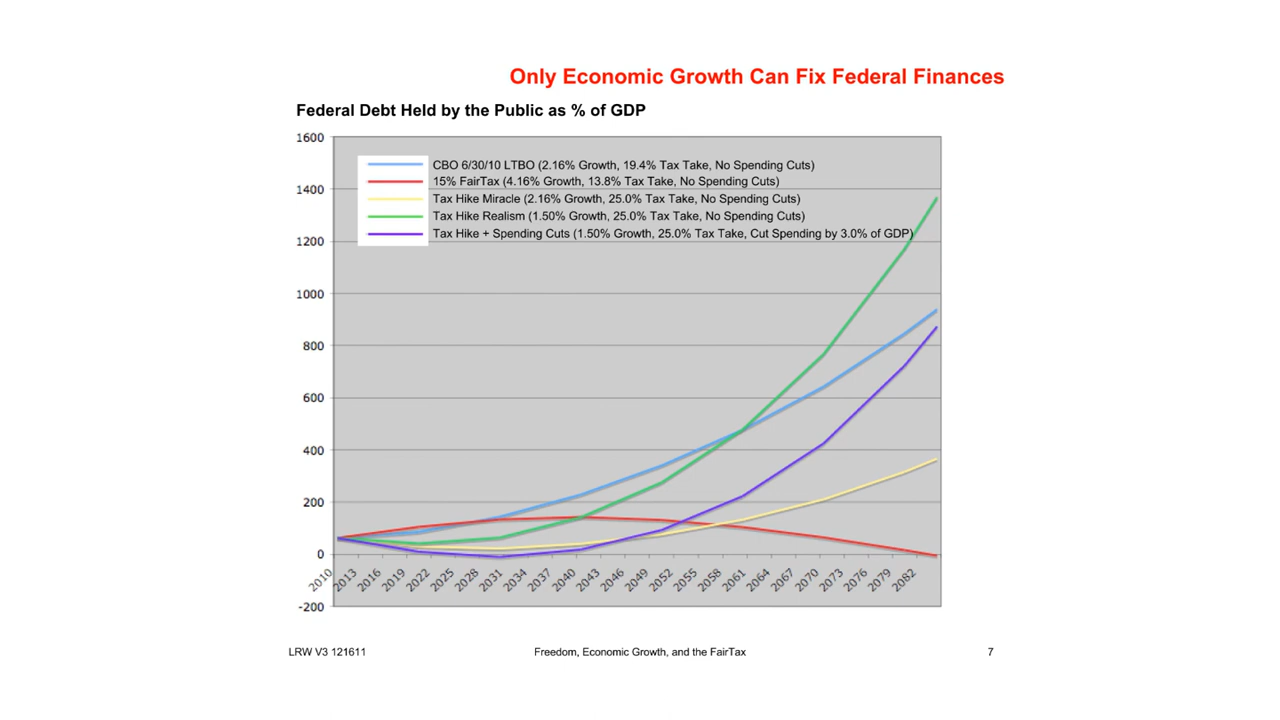 Only Economic Growth Can Fix Federal Finances
Federal Debt Held by the Public as % of GDP
1600
CBO 6/30/10 LTBO (2.16% Growth, 19.4% Tax Take, No Spending Cuts)
15% FairTax (4.16% Growth, 13.8% Tax Take, No Spending Cuts)
1400
Tax Hike Miracle (2.16% Growth, 25.0% Tax Take, No Spending Cuts)
Tax Hike Realism (1.50% Growth, 25.0% Tax Take, No Spending Cuts)
Tax Hike + Spending Cuts (1.50% Growth, 25.0% Tax Take, Cut Spending by 3.0% of GDP)
1200
1000
800
600
400
200
0
2010 2013 2016 2019 2022 2025 2028 2031 2034 2037 2040 2043 2046 2049 2052 2055 2058 2061 2064 2067 2070 2073 2076 2079 2082
-200
LRW V3 121611 Freedom, Economic Growth, and the FairTax 7